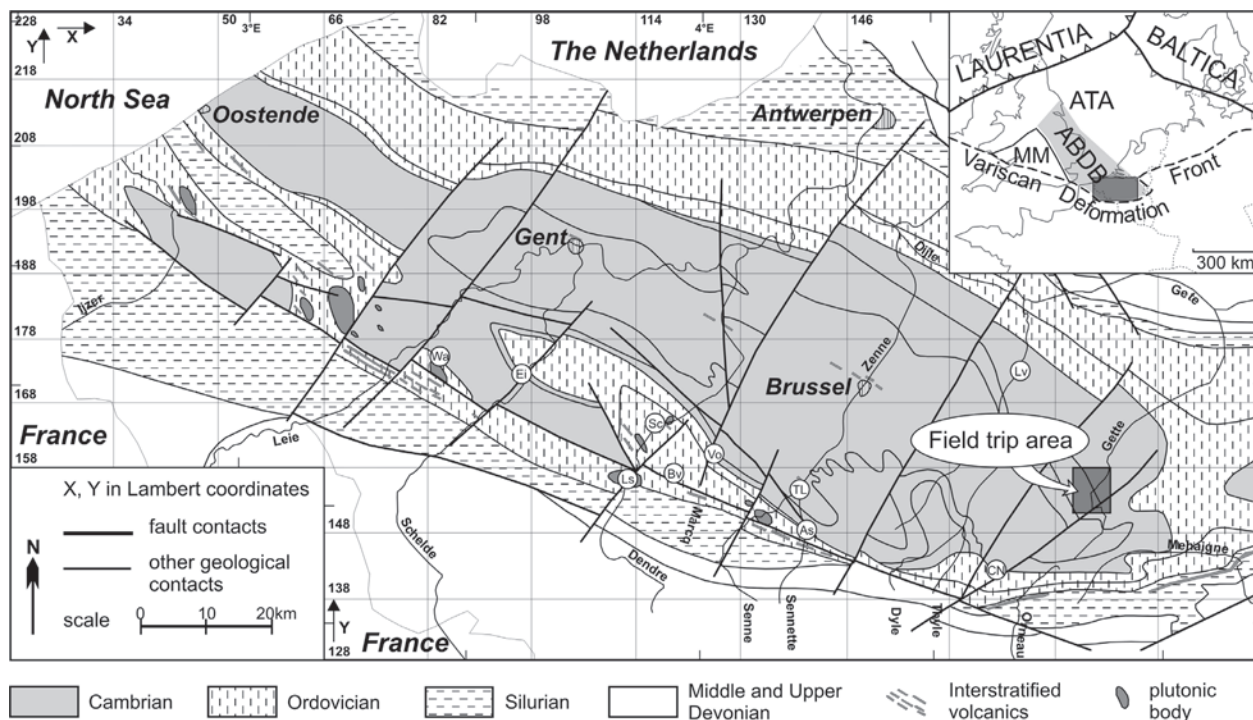 228
34
50
3°E
66
82
98
114
4°E
130
146
Y
X
218
208
198
188
178
168
158
148
138
128
North Sea
The Netherlands
Oostende
Antwerpen
Gent
Brussel
France
France
Ijzer
Leie
Schelde
Dendre
Marcq
Senne
Sennette
Zenne
Dyle
Thyle
Orneau
Dijle
Gete
Gette
Mehaigne
Wa
Ei
Sc
Ls
Bv
Vo
TL
As
Lv
CN
Field trip area
LAURENTIA
BALTICA
ATA
ABDB
MM
Variscan
Deformation
Front
300 km
X, Y in Lambert coordinates
fault contacts
other geological
contacts
N
scale
0 10 20km
Y
Cambrian
Ordovician
Silurian
Middle and Upper
Devonian
Interstratified
volcanics
plutonic
body